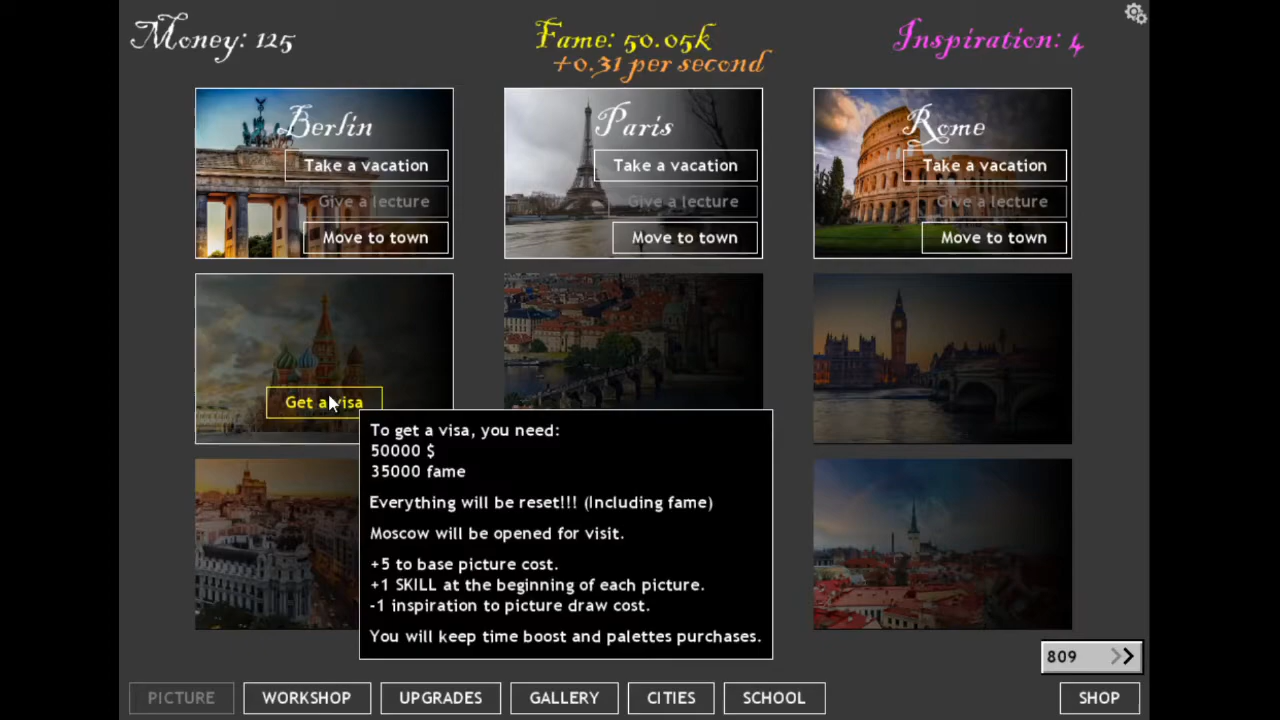 Money: 125
Fame: 50.05k
+0.31 per second
Inspiration: 4
Berlin
Take a vacation
Give a lecture
Move to town
Paris
Take a vacation
Give a lecture
Move to town
Rome
Take a vacation
Give a lecture
Move to town
Get a visa
To get a visa, you need:
50000 $
35000 fame
Everything will be reset!!! (Including fame)
Moscow will be opened for visit.
+5 to base picture cost.
+1 SKILL at the beginning of each picture.
-1 inspiration to picture draw cost.
You will keep time boost and palettes purchases.
809
PICTURE
WORKSHOP
UPGRADES
GALLERY
CITIES
SCHOOL
SHOP